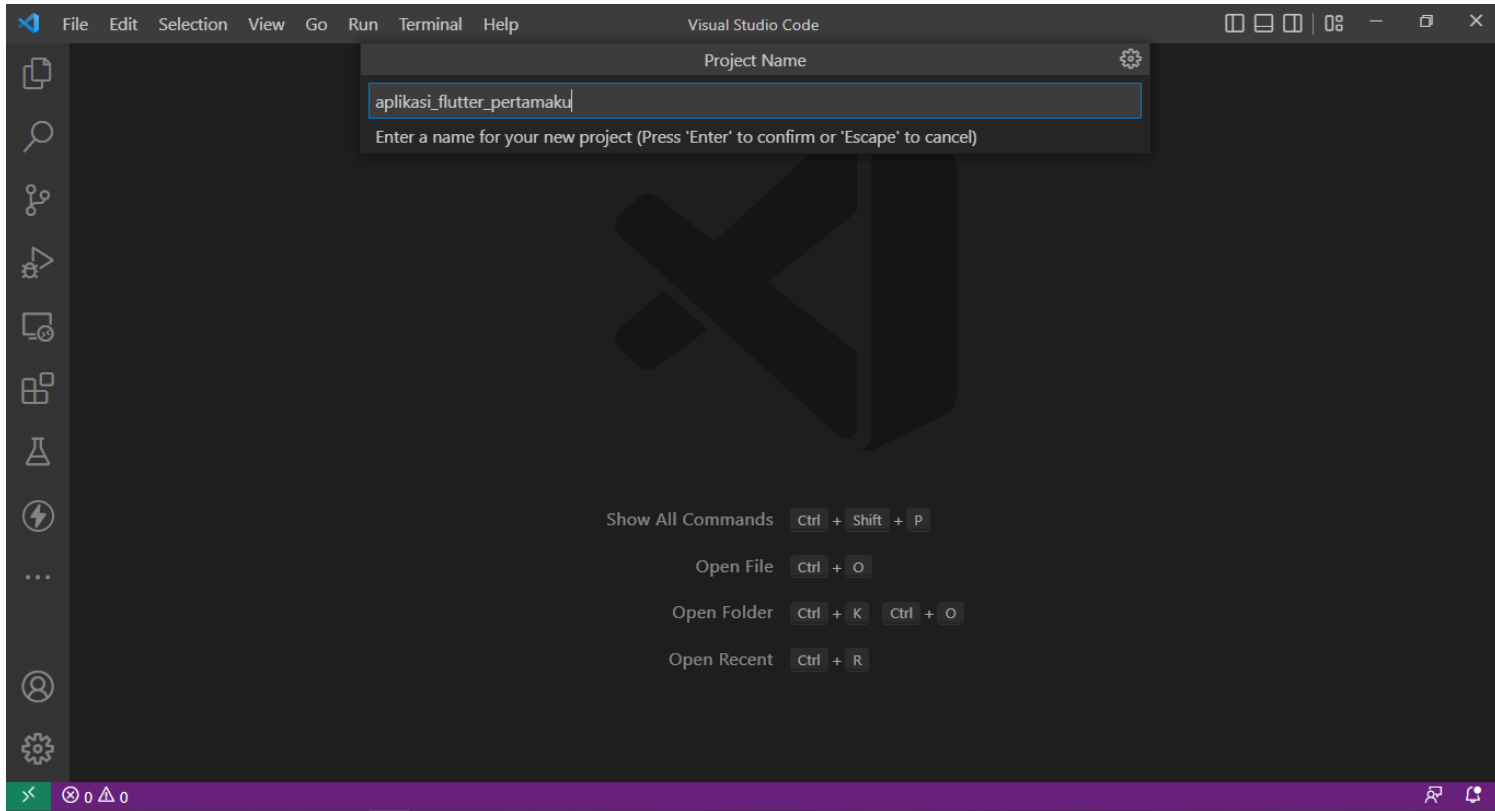 File Edit Selection View Go Run Terminal Help Visual Studio Code
Project Name
aplikasi_flutter_pertamaku
Enter a name for your new project (Press 'Enter' to confirm or 'Escape' to cancel)
Show All Commands Ctrl + Shift + P
Open File Ctrl + O
Open Folder Ctrl + K Ctrl + O
Open Recent Ctrl + R
0 0